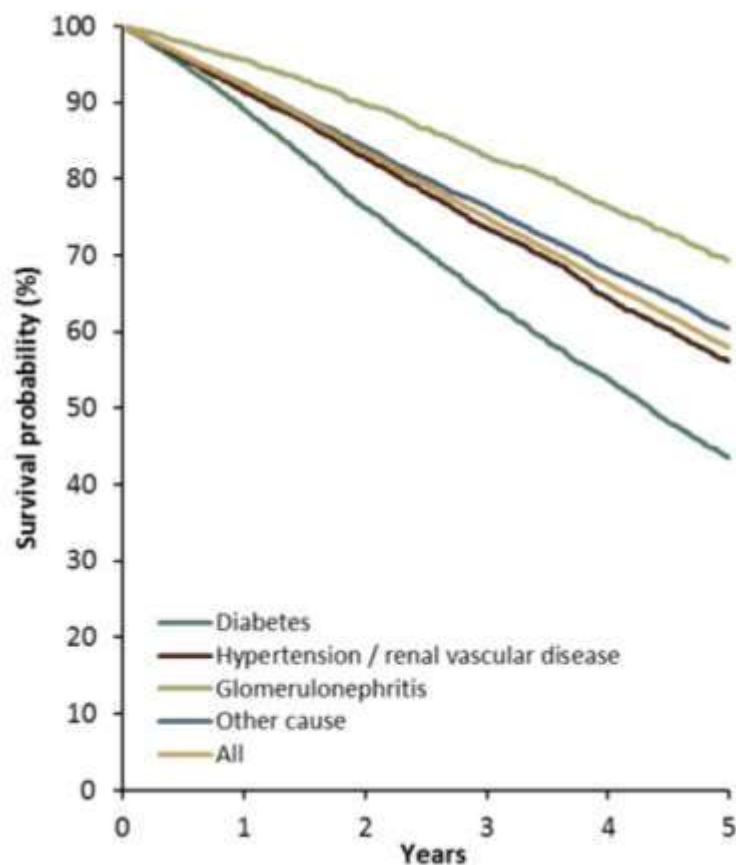 100
90
80
70
60
50
40
30
20
10
0
Survival probability (%)
Diabetes
Hypertension / renal vascular disease
Glomerulonephritis
Other cause
All
0 1 2 3 4 5
Years